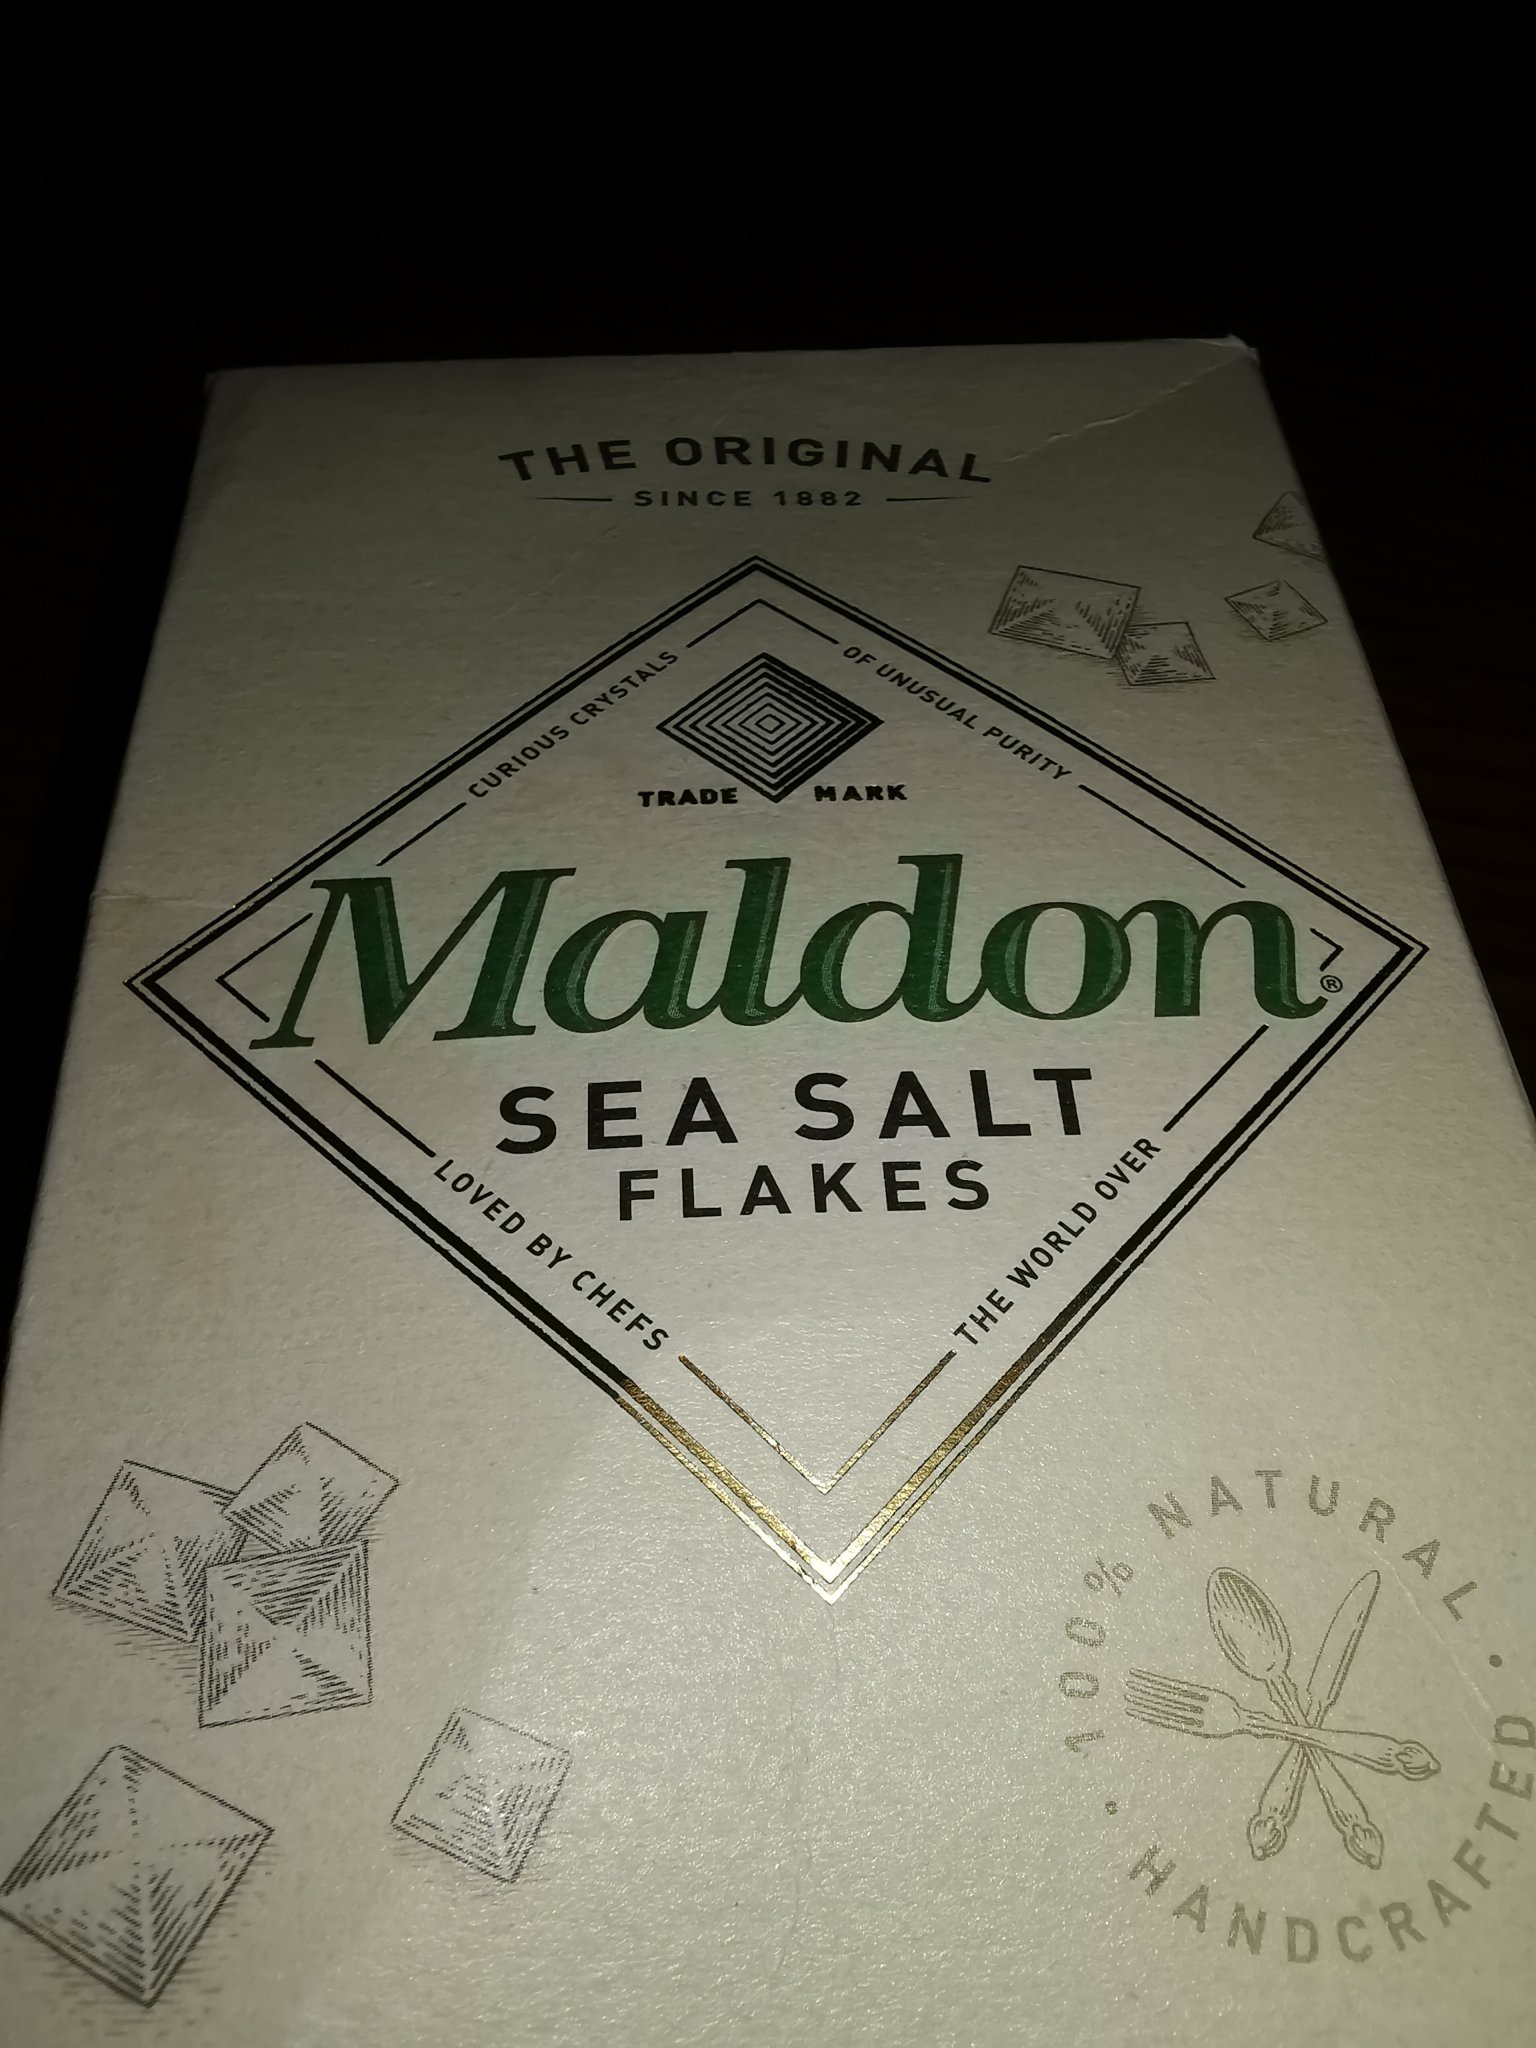 THE ORIGINAL
SINCE 1882
CURIOUS CRYSTALS
OF UNUSUAL PURITY
TRADE MARK
Maldon®
SEA SALT
FLAKES
LOVED BY CHEFS
THE WORLD OVER
100% NATURAL •
• HANDCRAFTED